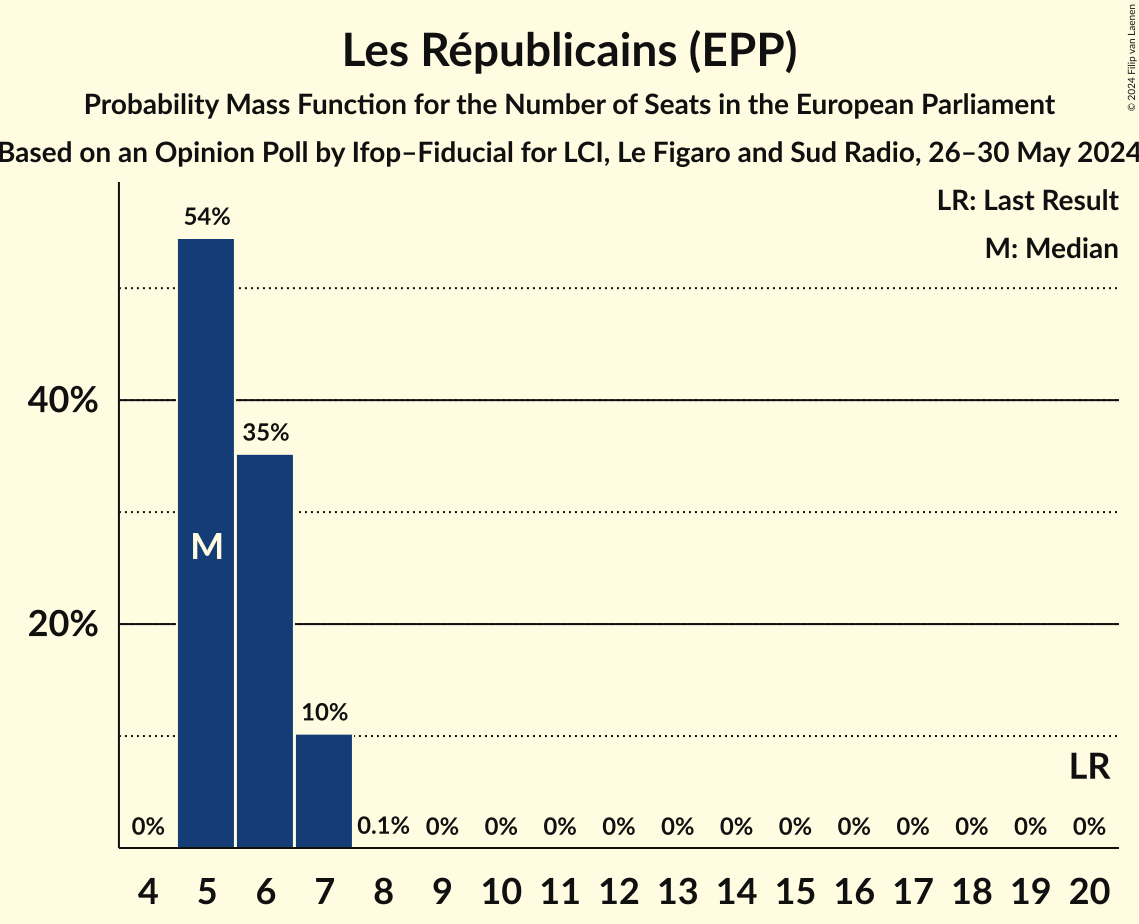 © 2024 Filip van Laenen
Les Républicains (EPP)
Probability Mass Function for the Number of Seats in the European Parliament
Based on an Opinion Poll by Ifop–Fiducial for LCI, Le Figaro and Sud Radio, 26–30 May 2024
LR: Last Result
M: Median
54%
40%
35%
M
20%
10%
LR
0% 0.1% 0% 0% 0% 0% 0% 0% 0% 0% 0% 0% 0% 0%
4 5 6 7 8 9 10 11 12 13 14 15 16 17 18 19 20